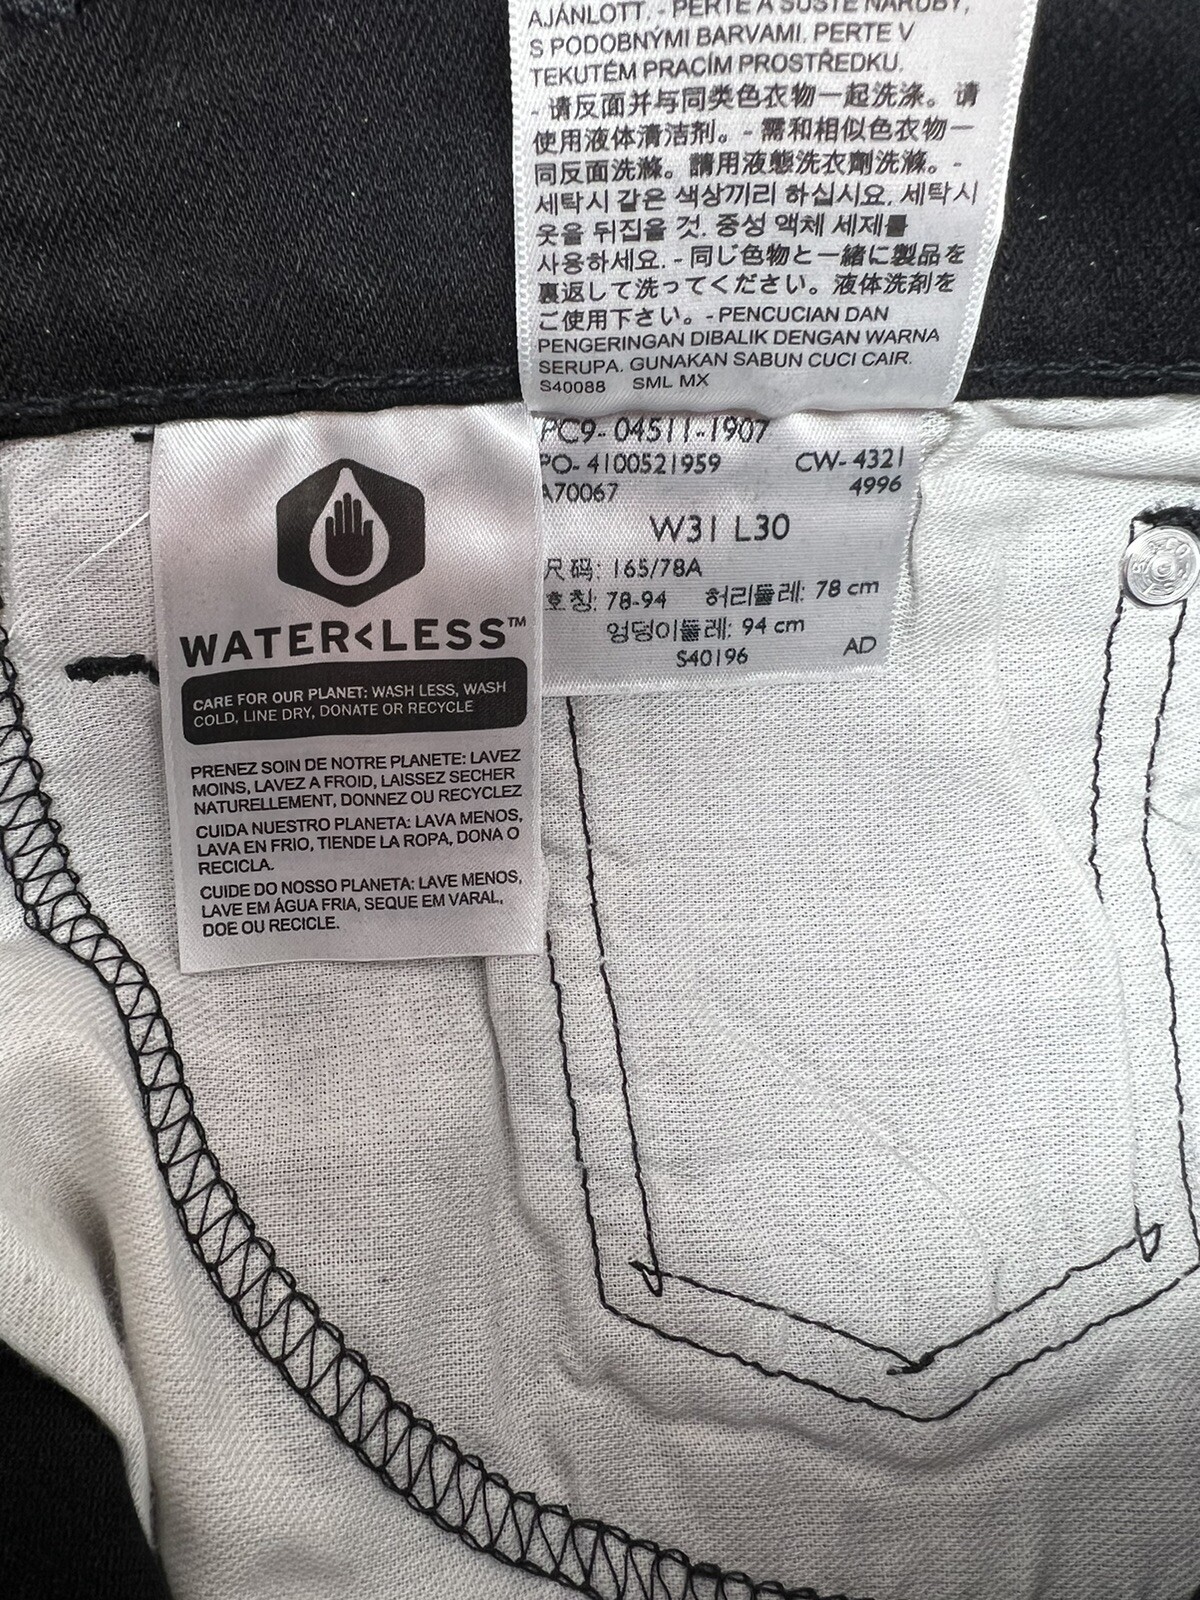 AJÁNLOTT. - PERTE A SUŠTE NARUBY,
S PODOBNÝMI BARVAMI. PERTE V
TEKUTÉM PRACÍM PROSTŘEDKU.
- 请反面并与同类色衣物一起洗涤。请
使用液体清洁剂。- 需和相似色衣物一
同反面洗滌。請用液態洗衣劑洗滌。-
세탁시 같은 색상끼리 하십시요. 세탁시
옷을 뒤집을 것. 중성 액체 세제를
사용하세요. - 同じ色物と一緒に製品を
裏返して洗ってください。液体洗剤を
ご使用下さい。- PENCUCIAN DAN
PENGERINGAN DIBALIK DENGAN WARNA
SERUPA. GUNAKAN SABUN CUCI CAIR.
S40088 SML MX
PC9- 04511-1907
PO- 4100521959 CW- 4321
A70067 4996
W31 L30
尺码: 165/78A
호칭: 78-94 허리둘레: 78 cm
엉덩이둘레: 94 cm
S40196 AD
WATER<LESS™
CARE FOR OUR PLANET: WASH LESS, WASH
COLD, LINE DRY, DONATE OR RECYCLE
PRENEZ SOIN DE NOTRE PLANETE: LAVEZ
MOINS, LAVEZ A FROID, LAISSEZ SECHER
NATURELLEMENT, DONNEZ OU RECYCLEZ
CUIDA NUESTRO PLANETA: LAVA MENOS,
LAVA EN FRIO, TIENDE LA ROPA, DONA O
RECICLA.
CUIDE DO NOSSO PLANETA: LAVE MENOS,
LAVE EM ÁGUA FRIA, SEQUE EM VARAL,
DOE OU RECICLE.